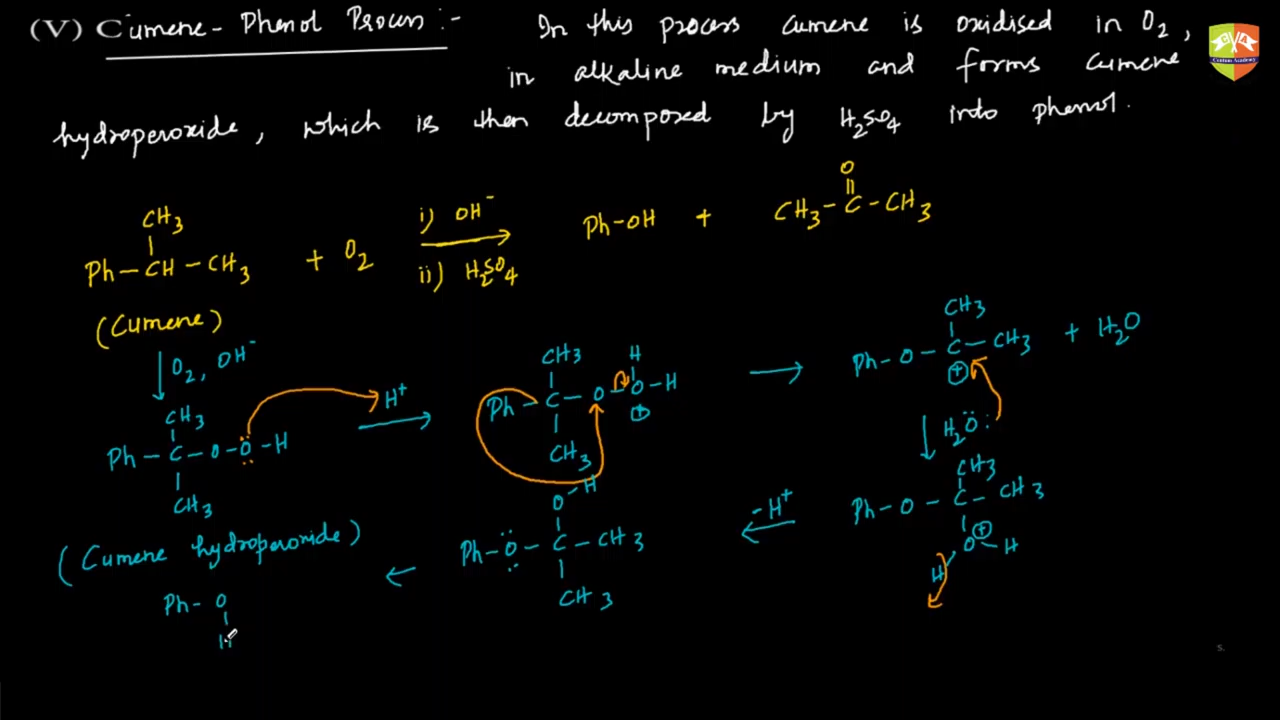 (V) Cumene - Phenol Process :- In this process cumene is oxidised in O2,
in alkaline medium and forms cumene
hydroperoxide, which is then decomposed by H2SO4 into phenol.
CH3
Ph-CH-CH3 + O2
i) OH-
ii) H2SO4
Ph-OH + CH3-C-CH3
O
(Cumene)
O2, OH-
CH3
Ph-C-O-O-H
CH3
(Cumene hydroperoxide)
H+
CH3
Ph-C-O-O-H
H
⊕
CH3
CH3
Ph-O-C-CH3 + H2O
⊕
H2O:
CH3
Ph-O-C-CH3
O-H
⊕
H
-H+
O-H
Ph-O-C-CH3
CH3
Ph-O
H
5.